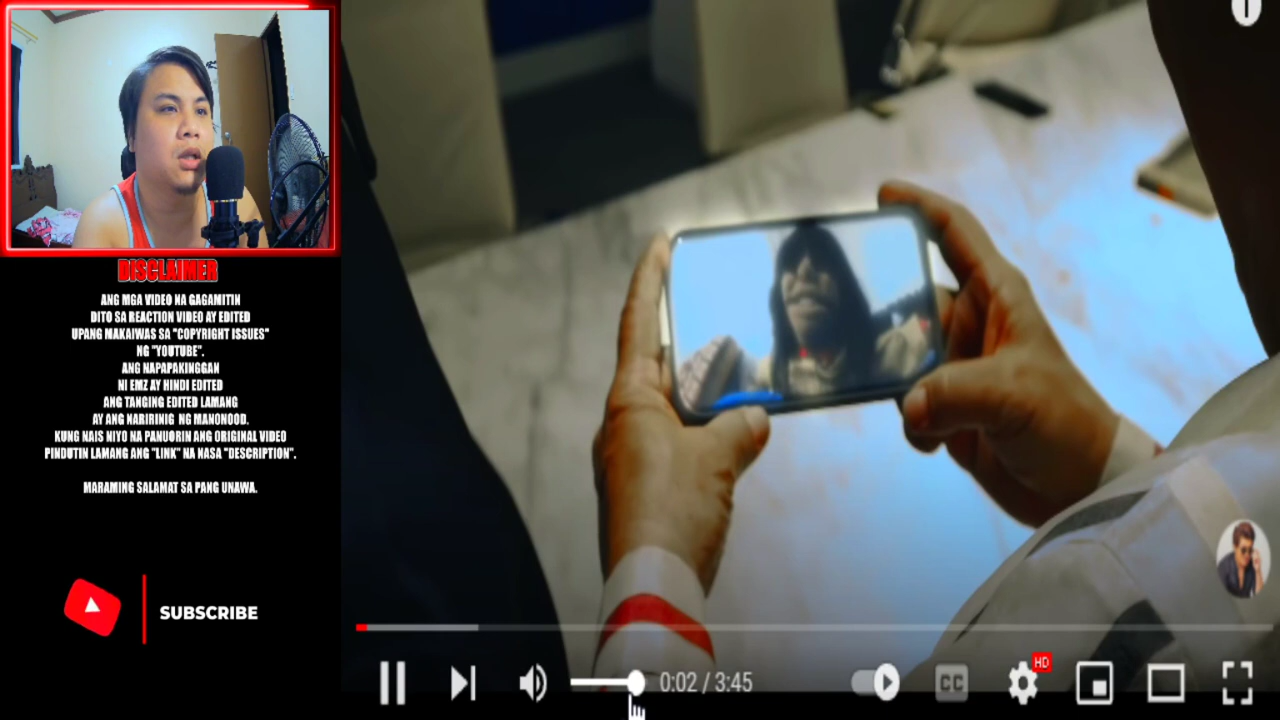 DISCLAIMER
ANG MGA VIDEO NA GAGAMITIN
DITO SA REACTION VIDEO AY EDITED
UPANG MAKAIWAS SA "COPYRIGHT ISSUES"
NG "YOUTUBE".
ANG NAPAPAKINGGAN
NI EMZ AY HINDI EDITED
ANG TANGING EDITED LAMANG
AY ANG NARIRINIG NG MANONOOD.
KUNG NAIS NIYO NA PANUORIN ANG ORIGINAL VIDEO
PINDUTIN LAMANG ANG "LINK" NA NASA "DESCRIPTION".
MARAMING SALAMAT SA PANG UNAWA.
SUBSCRIBE
0:02 / 3:45
CC
HD